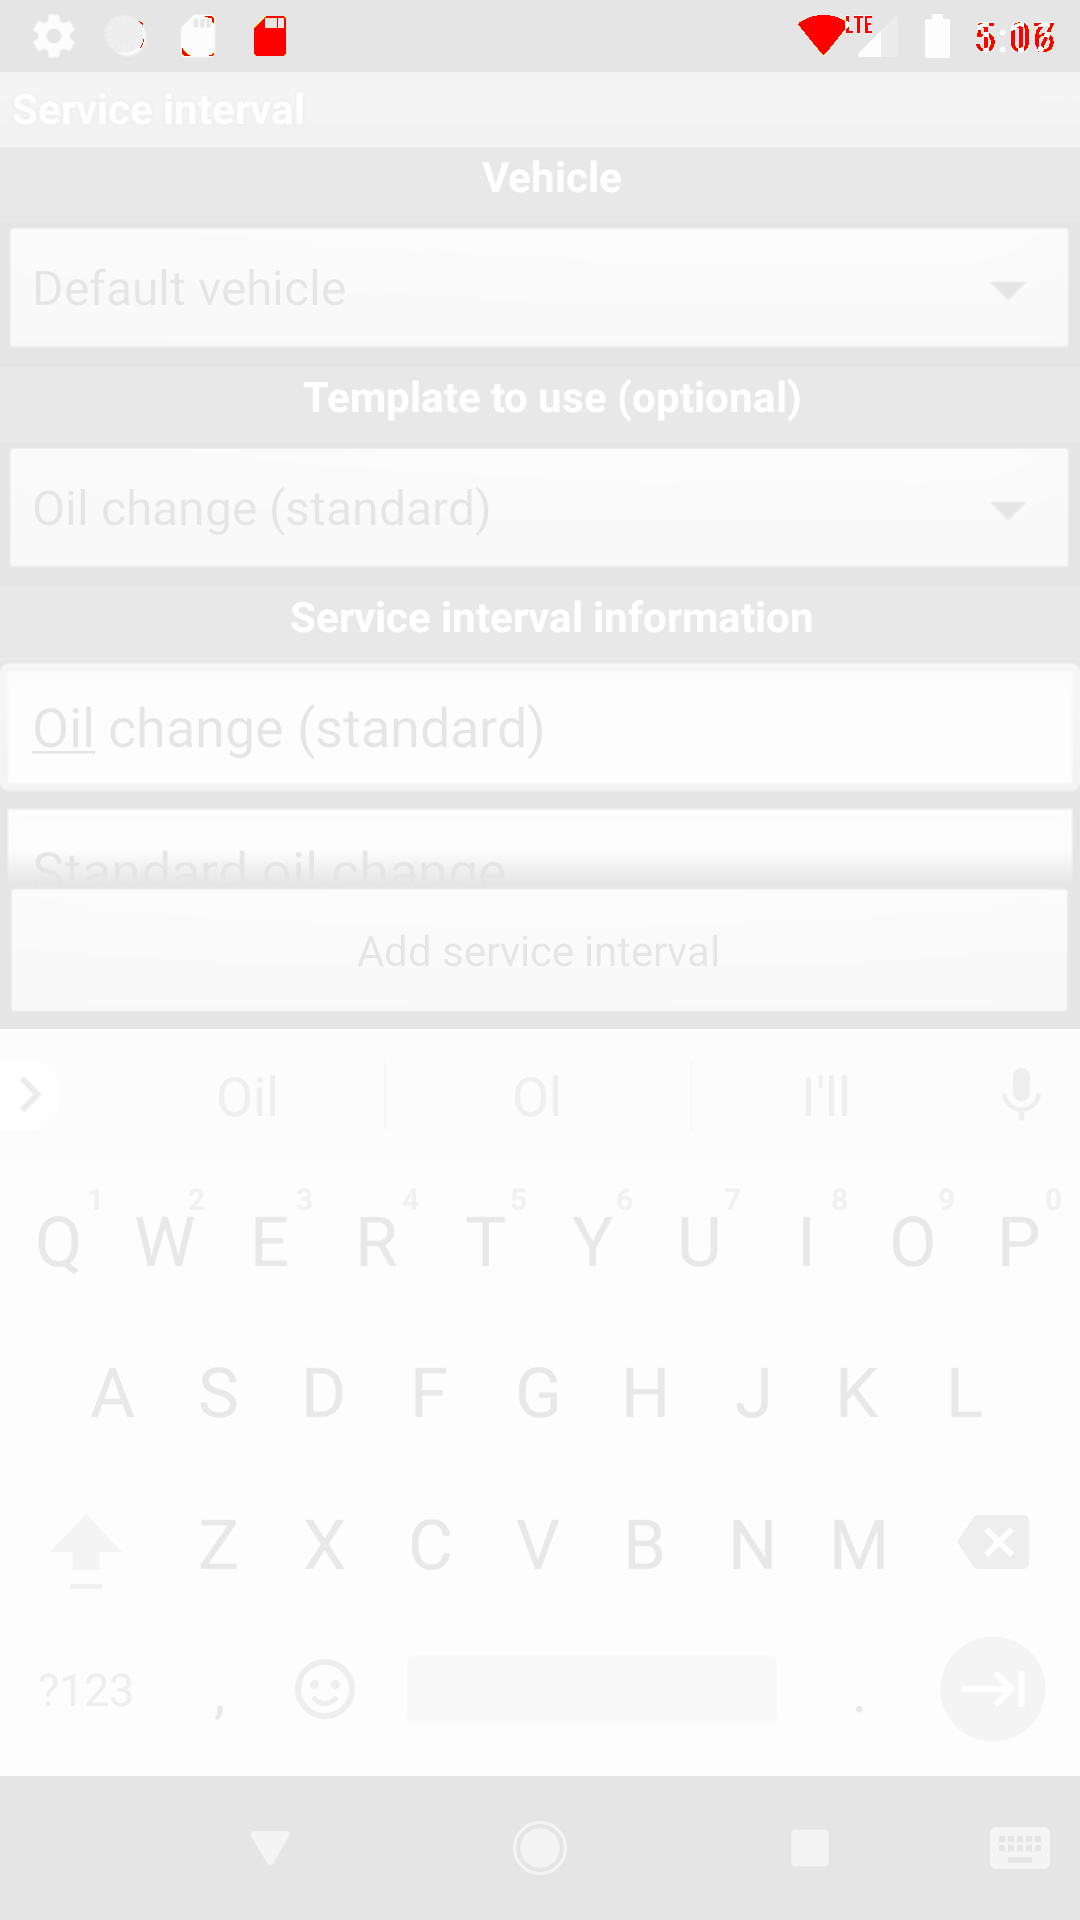 LTE
Service interval
Vehicle
Default vehicle
Template to use (optional)
Oil change (standard)
Service interval information
Oil change (standard)
Standard oil change
Add service interval
Oil Ol I'll
1 2 3 4 5 6 7 8 9 0
Q W E R T Y U I O P
A S D F G H J K L
Z X C V B N M
?123 , .